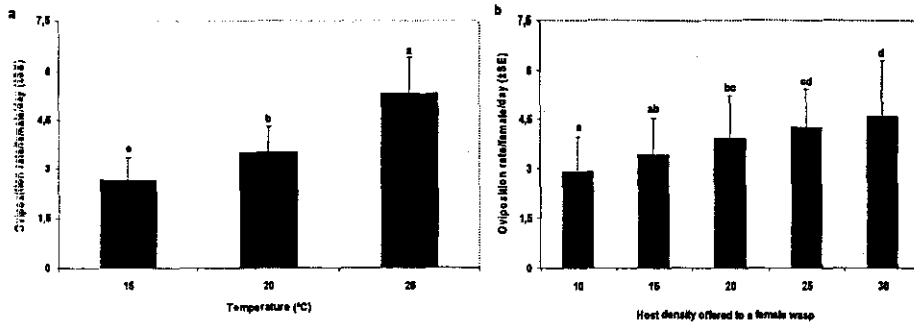 a
Oviposition rate/female/day (±SE)
7,5
6
4,5
3
1,5
0
c
b
a
15
20
25
Temperature (°C)
b
Oviposition rate/female/day (±SE)
7,5
6
4,5
3
1,5
0
a
ab
bc
cd
d
10
15
20
25
30
Host density offered to a female wasp